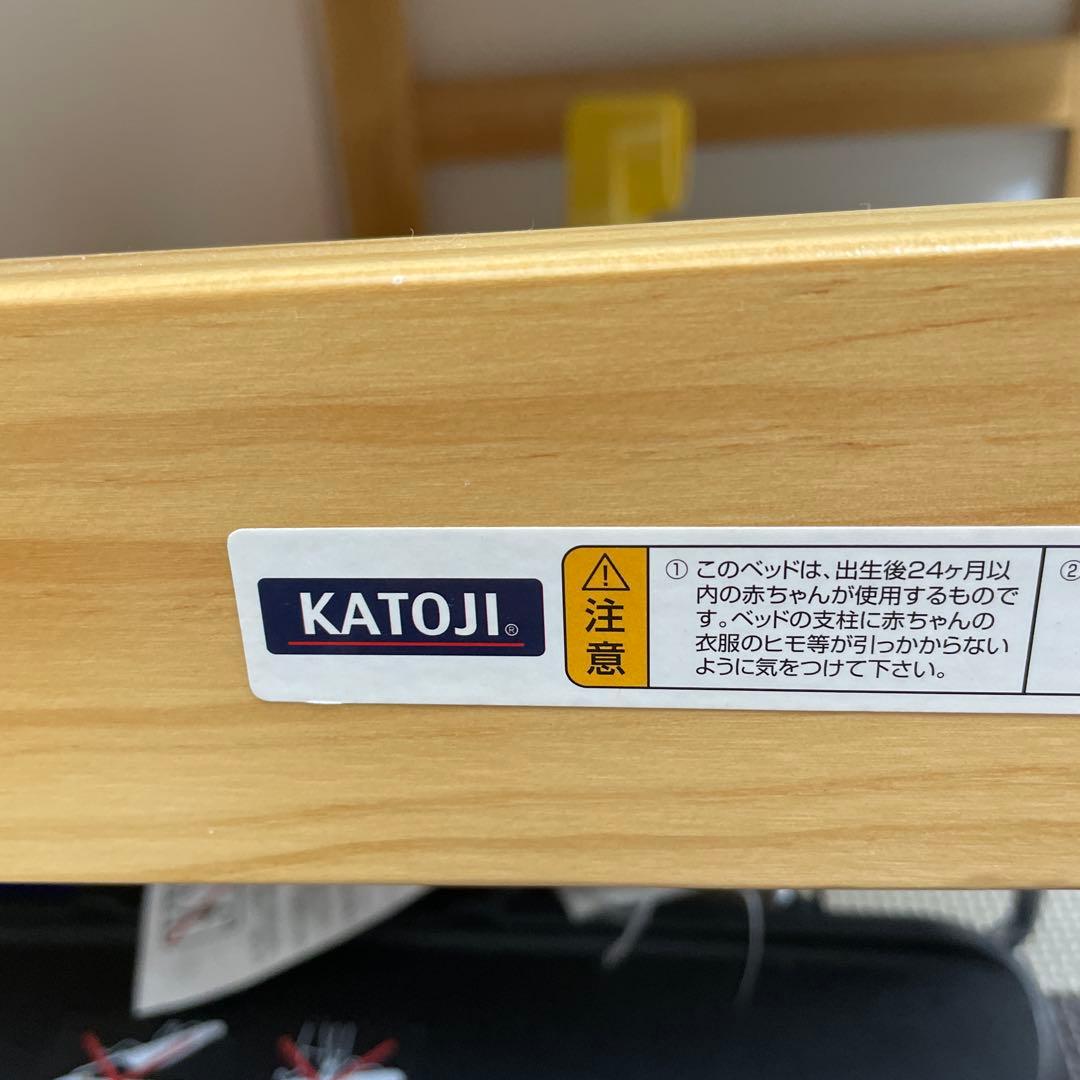 KATOJI®
注意
① このベッドは、出生後24ヶ月以
内の赤ちゃんが使用するもので
す。ベッドの支柱に赤ちゃんの
衣服のヒモ等が引っかからない
ように気をつけて下さい。
②